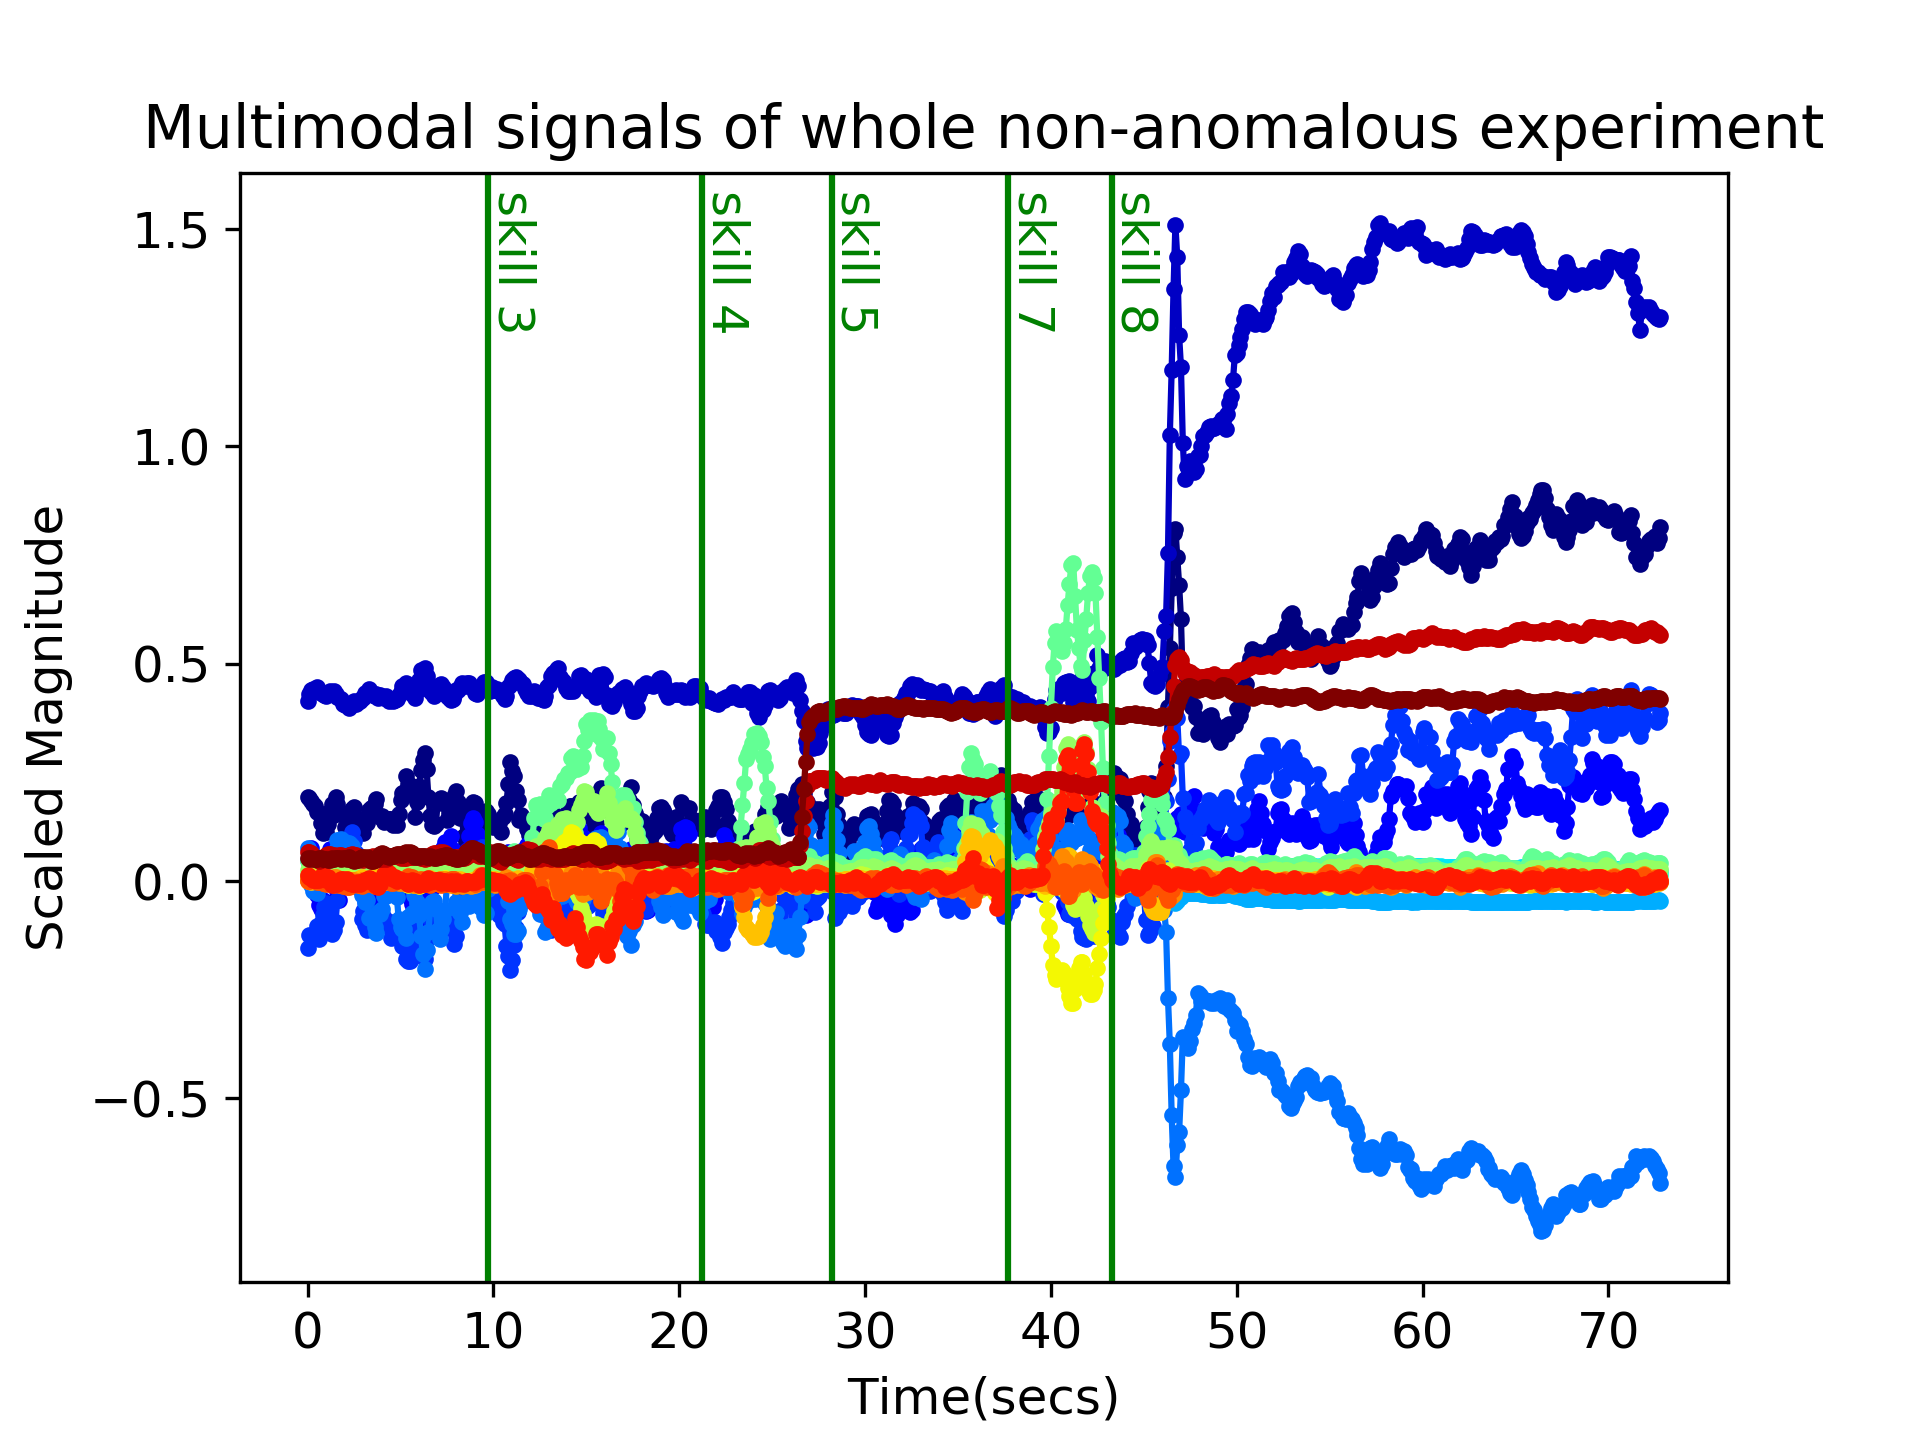 Multimodal signals of whole non-anomalous experiment
1.5
1.0
0.5
0.0
−0.5
Scaled Magnitude
skill 3
skill 4
skill 5
skill 7
skill 8
0 10 20 30 40 50 60 70
Time(secs)